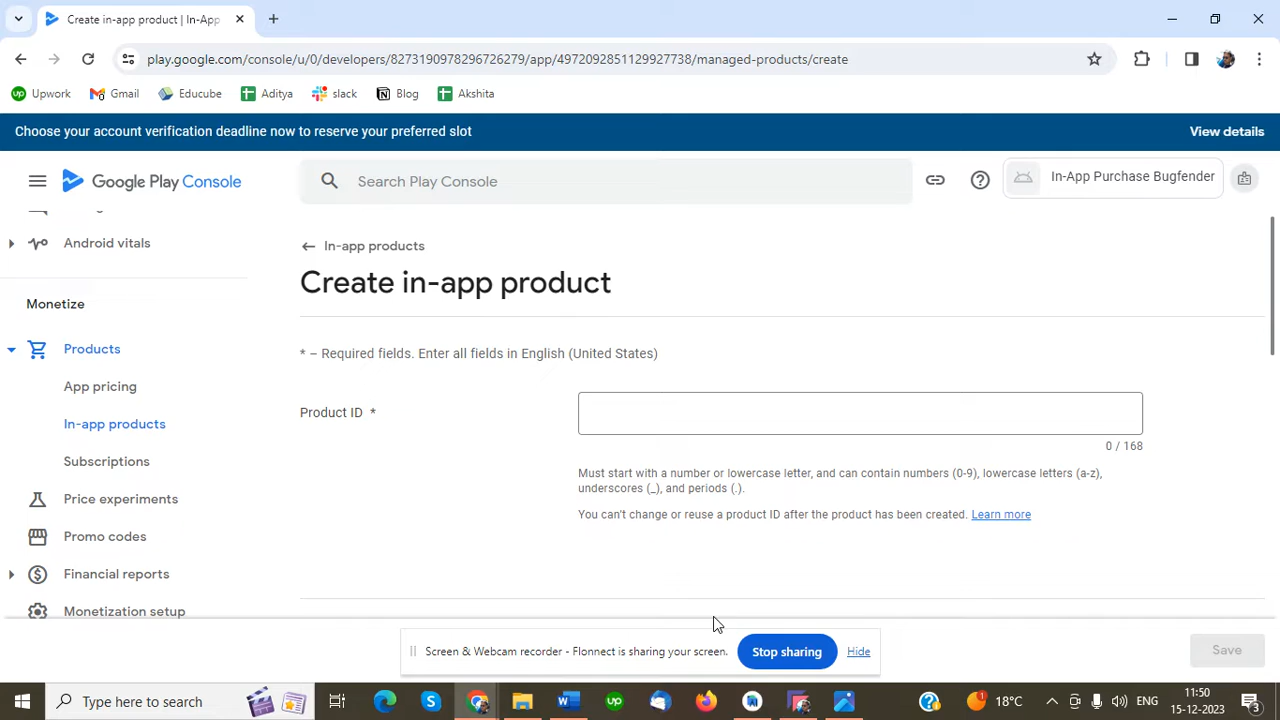 Create in-app product | In-App
play.google.com/console/u/0/developers/8273190978296726279/app/4972092851129927738/managed-products/create
Upwork Gmail Educube Aditya slack Blog Akshita
Choose your account verification deadline now to reserve your preferred slot View details
Google Play Console Search Play Console In-App Purchase Bugfender
Android vitals
Monetize
Products
App pricing
In-app products
Subscriptions
Price experiments
Promo codes
Financial reports
Monetization setup
In-app products
Create in-app product
* – Required fields. Enter all fields in English (United States)
Product ID *
0 / 168
Must start with a number or lowercase letter, and can contain numbers (0-9), lowercase letters (a-z),
underscores (_), and periods (.).
You can't change or reuse a product ID after the product has been created. Learn more
Screen & Webcam recorder - Flonnect is sharing your screen. Stop sharing Hide
Save
Type here to search
1 18°C ENG 11:50
15-12-2023 3